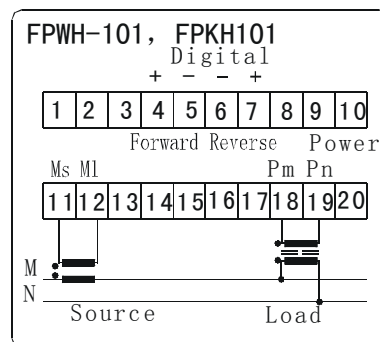 FPWH-101, FPKH101
Digital
+ - - +
1 2 3 4 5 6 7 8 9 10
Forward Reverse Power
Ms Ml Pm Pn
11 12 13 14 15 16 17 18 19 20
M
N
Source Load